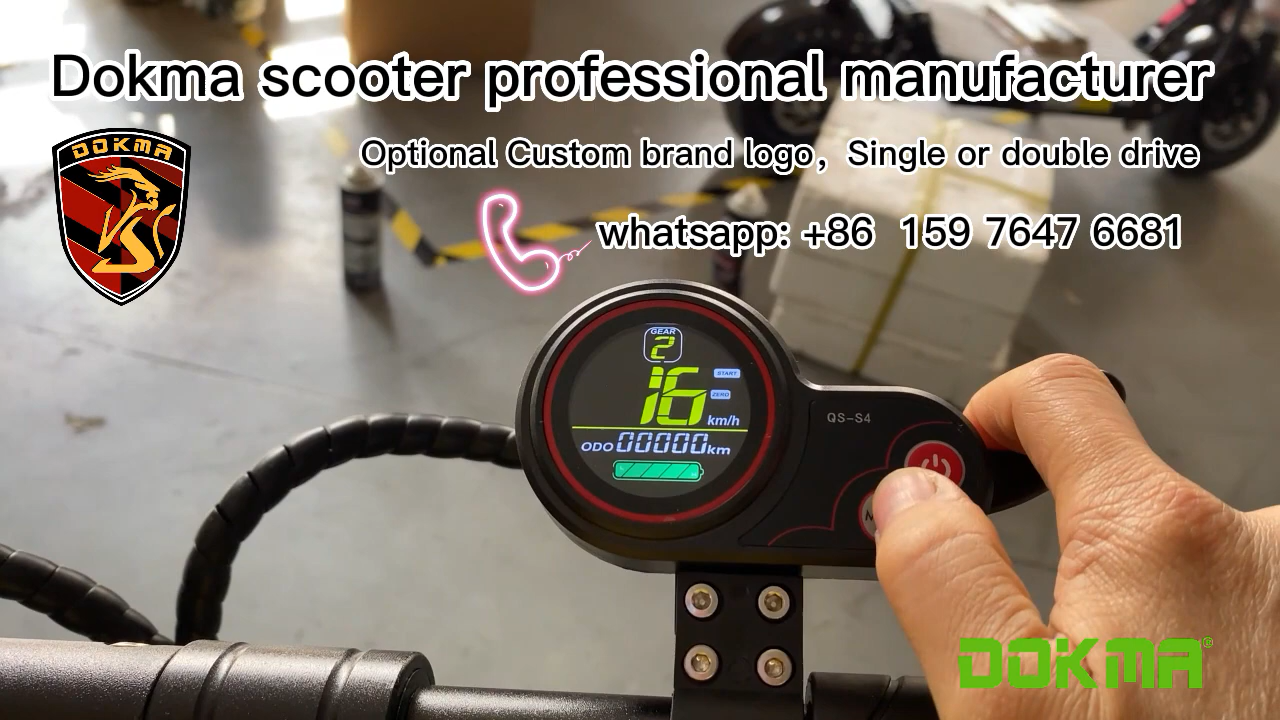 Dokma scooter professional manufacturer
DOKMA
Optional Custom brand logo，Single or double drive
whatsapp: +86 159 7647 6681
GEAR
2
START
16
ZERO
km/h
QS-S4
ODO 00000 km
M
DOKMA®